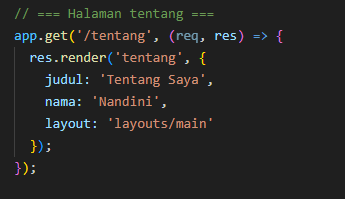 // === Halaman tentang ===
app.get('/tentang', (req, res) => {
  res.render('tentang', {
    judul: 'Tentang Saya',
    nama: 'Nandini',
    layout: 'layouts/main'
  });
});